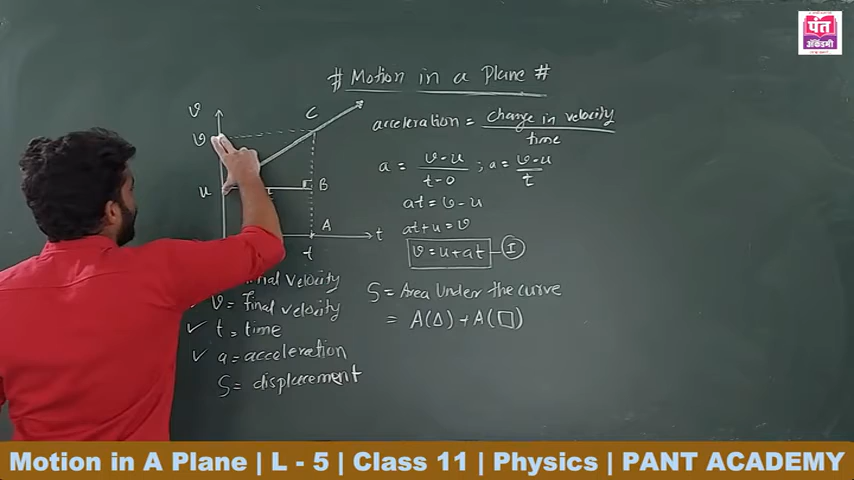 # Motion in a Plane #
v
C
v
u
t
B
A
t
t
acceleration = change in velocity / time
a = v-u / t-0 ; a = v-u / t
at = v - u
at + u = v
v = u + at - I
S = Area Under the curve
= A(Δ) + A(□)
velocity
v = final velocity
✓ t = time
✓ a = acceleration
S = displacement
पंत
अ‍ॅकॅडमी
Motion in A Plane | L - 5 | Class 11 | Physics | PANT ACADEMY